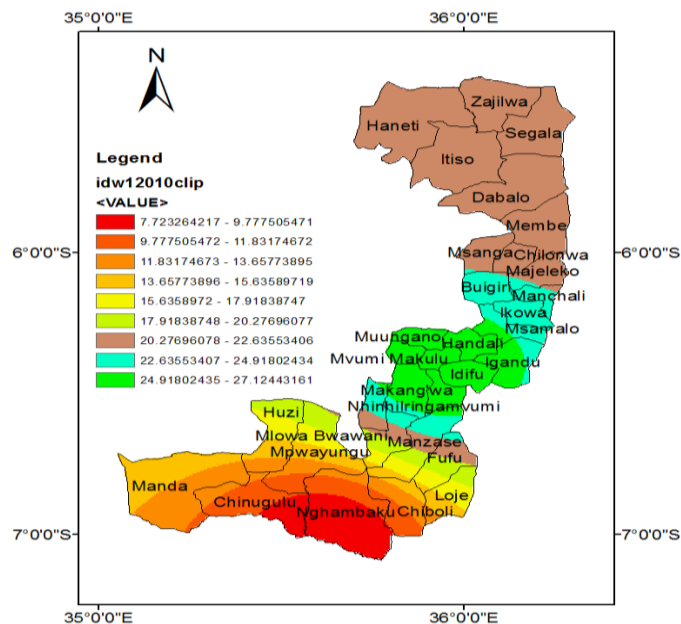 35°0'0"E 36°0'0"E
N
Zajilwa
Haneti
Segala
Itiso
Legend
idw12010clip
<VALUE>
7.723264217 - 9.777505471
9.777505472 - 11.83174672
11.83174673 - 13.65773895
13.65773896 - 15.63589719
15.6358972 - 17.91838747
17.91838748 - 20.27696077
20.27696078 - 22.63553406
22.63553407 - 24.91802434
24.91802435 - 27.12443161
Dabalo
Membe
6°0'0"S 6°0'0"S
Msanga Chilonwa
Majeleko
Buigiri
Manchali
Ikowa
Msamalo
Muungano Handali
Mvumi Makulu Igandu
Idifu
Makang'wa
Nhinhi Iringamvumi
Huzi
Mlowa Bwawani Manzase
Mpwayungu Fufu
Manda
Loje
Chinugulu Nghambaku Chiboli
7°0'0"S 7°0'0"S
35°0'0"E 36°0'0"E